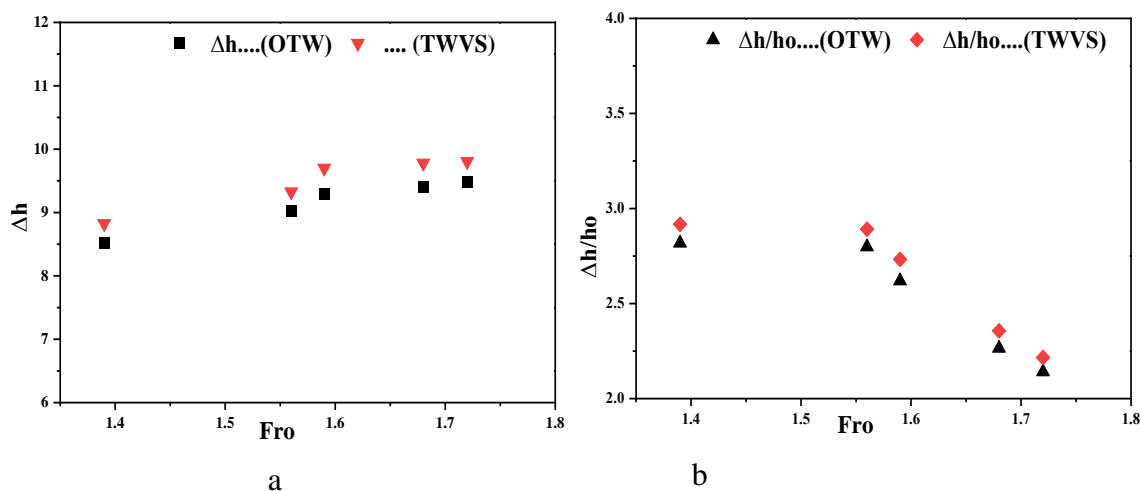 Δh....(OTW) .... (TWVS)
12
11
10
9
8
7
6
Δh
1.4 1.5 1.6 1.7 1.8
Fro
a
Δh/ho....(OTW) Δh/ho....(TWVS)
4.0
3.5
3.0
2.5
2.0
Δh/ho
1.4 1.5 1.6 1.7 1.8
Fro
b